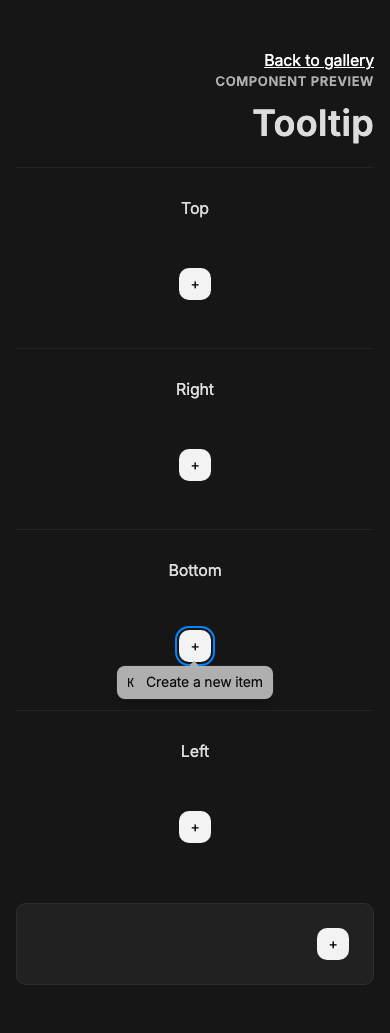 Back to gallery
COMPONENT PREVIEW
Tooltip
Top
+
Right
+
Bottom
+
K Create a new item
Left
+
+